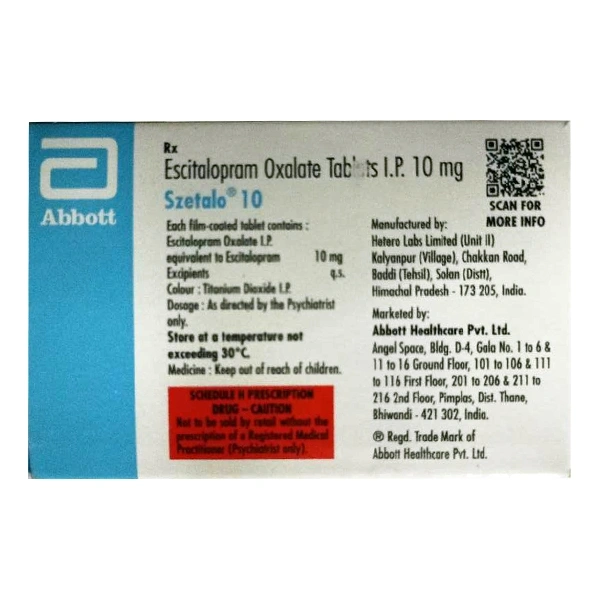 Abbott
Rx
Escitalopram Oxalate Tablets I.P. 10 mg
Szetalo® 10
Each film-coated tablet contains :
Escitalopram Oxalate I.P.
equivalent to Escitalopram 10 mg
Excipients q.s.
Colour : Titanium Dioxide I.P.
Dosage : As directed by the Psychiatrist
only.
Store at a temperature not
exceeding 30°C.
Medicine : Keep out of reach of children.
SCHEDULE H PRESCRIPTION
DRUG – CAUTION
Not to be sold by retail without the
prescription of a Registered Medical
Practitioner (Psychiatrist only).
SCAN FOR
MORE INFO
Manufactured by:
Hetero Labs Limited (Unit II)
Kalyanpur (Village), Chakkan Road,
Baddi (Tehsil), Solan (Distt),
Himachal Pradesh - 173 205, India.
Marketed by:
Abbott Healthcare Pvt. Ltd.
Angel Space, Bldg. D-4, Gala No. 1 to 6 &
11 to 16 Ground Floor, 101 to 106 & 111
to 116 First Floor, 201 to 206 & 211 to
216 2nd Floor, Pimplas, Dist. Thane,
Bhiwandi - 421 302, India.
® Regd. Trade Mark of
Abbott Healthcare Pvt. Ltd.